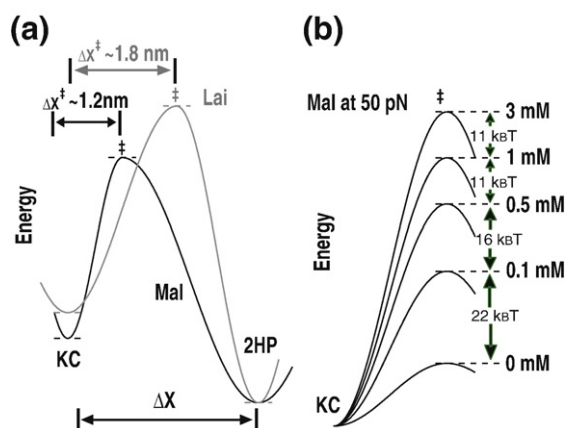 (a)
Δx‡ ~1.8 nm
Δx‡ ~1.2nm
‡
Lai
‡
Energy
Mal
KC
2HP
ΔX
(b)
Mal at 50 pN
‡
3 mM
11 kBT
1 mM
11 kBT
0.5 mM
16 kBT
0.1 mM
22 kBT
0 mM
Energy
KC